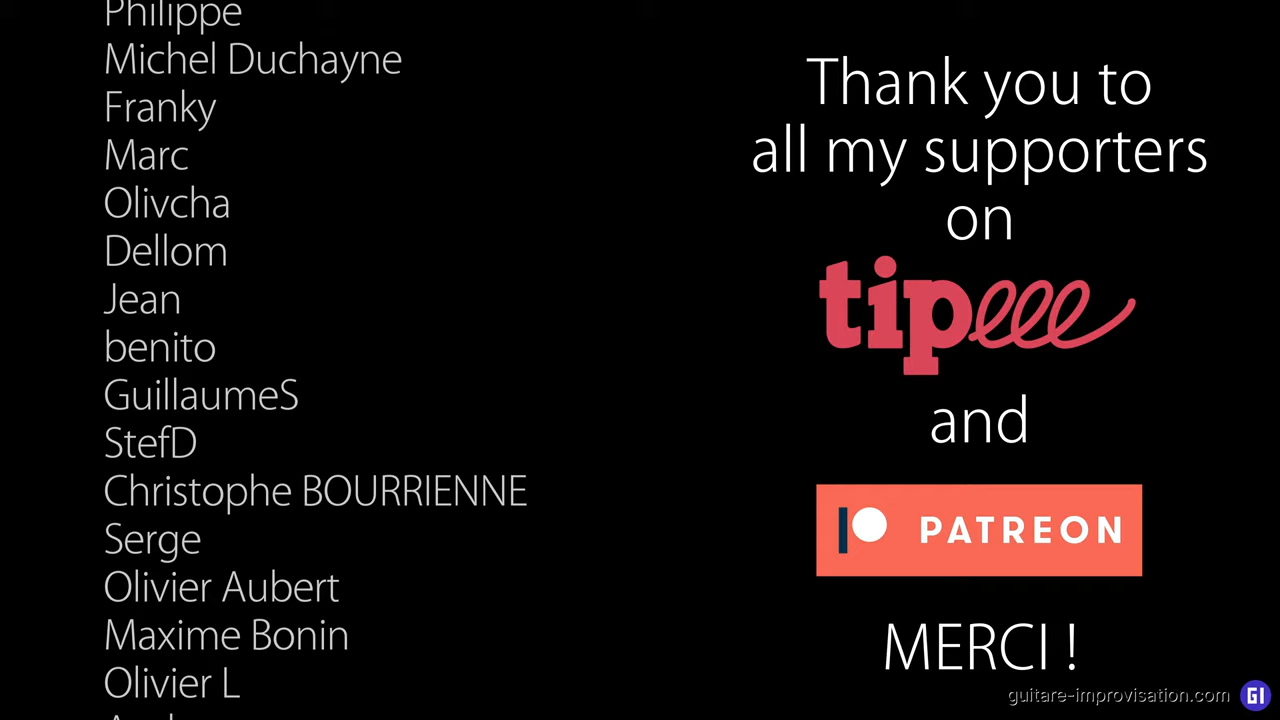 Philippe
Michel Duchayne
Franky
Marc
Olivcha
Dellom
Jean
benito
GuillaumeS
StefD
Christophe BOURRIENNE
Serge
Olivier Aubert
Maxime Bonin
Olivier L
Thank you to
all my supporters
on
tipeee
and
PATREON
MERCI !
guitare-improvisation.com GI